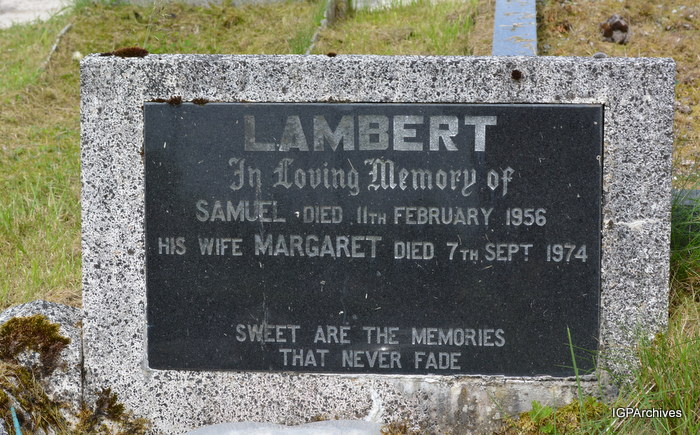 LAMBERT
In Loving Memory of
SAMUEL DIED 11TH FEBRUARY 1956
HIS WIFE MARGARET DIED 7TH SEPT 1974
SWEET ARE THE MEMORIES
THAT NEVER FADE
IGPArchives